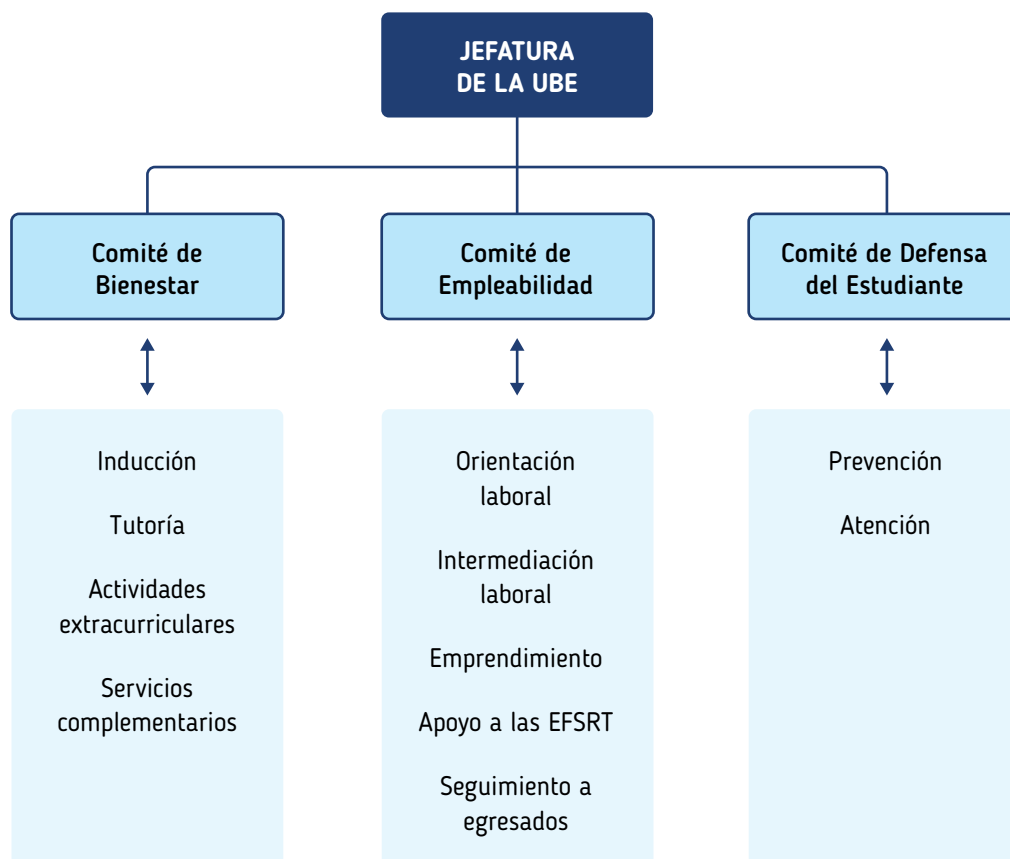 JEFATURA
DE LA UBE
Comité de
Bienestar
Comité de
Empleabilidad
Comité de Defensa
del Estudiante
Inducción
Tutoría
Actividades
extracurriculares
Servicios
complementarios
Orientación
laboral
Intermediación
laboral
Emprendimiento
Apoyo a las EFSRT
Seguimiento a
egresados
Prevención
Atención